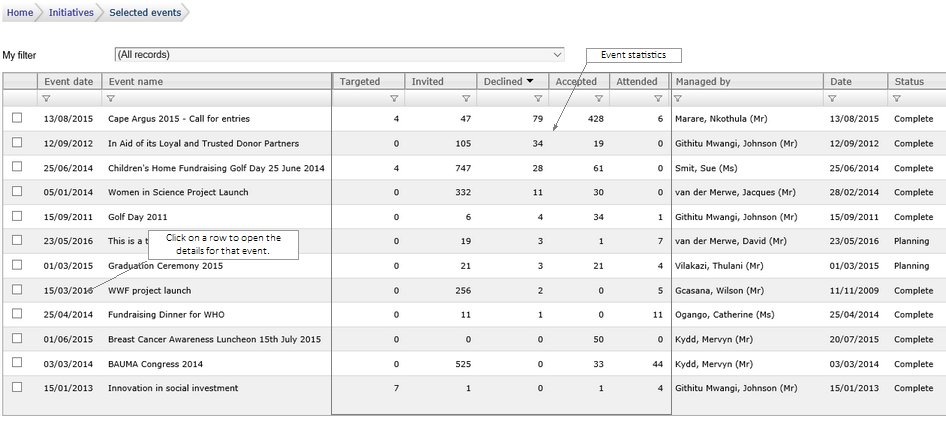 Home Initiatives Selected events
My filter (All records)
Event statistics
Event date Event name Targeted Invited Declined Accepted Attended Managed by Date Status
13/08/2015 Cape Argus 2015 - Call for entries 4 47 79 428 6 Marare, Nkothula (Mr) 13/08/2015 Complete
12/09/2012 In Aid of its Loyal and Trusted Donor Partners 0 105 34 19 0 Githitu Mwangi, Johnson (Mr) 12/09/2012 Complete
25/06/2014 Children's Home Fundraising Golf Day 25 June 2014 4 747 28 61 0 Smit, Sue (Ms) 25/06/2014 Complete
05/01/2014 Women in Science Project Launch 0 332 11 30 0 van der Merwe, Jacques (Mr) 28/02/2014 Complete
15/09/2011 Golf Day 2011 0 6 4 34 1 Githitu Mwangi, Johnson (Mr) 15/09/2011 Complete
23/05/2016 This is a t 0 19 3 1 7 van der Merwe, David (Mr) 23/05/2016 Planning
Click on a row to open the
details for that event.
01/03/2015 Graduation Ceremony 2015 0 21 3 21 4 Vilakazi, Thulani (Mr) 01/03/2015 Planning
15/03/2016 WWF project launch 0 256 2 0 5 Gcasana, Wilson (Mr) 11/11/2009 Complete
25/04/2014 Fundraising Dinner for WHO 0 11 1 0 11 Ogango, Catherine (Ms) 25/04/2014 Complete
01/06/2015 Breast Cancer Awareness Luncheon 15th July 2015 0 0 0 50 0 Kydd, Mervyn (Mr) 20/07/2015 Complete
03/03/2014 BAUMA Congress 2014 0 525 0 33 44 Kydd, Mervyn (Mr) 03/03/2014 Complete
15/01/2013 Innovation in social investment 7 1 0 1 4 Githitu Mwangi, Johnson (Mr) 15/01/2013 Complete